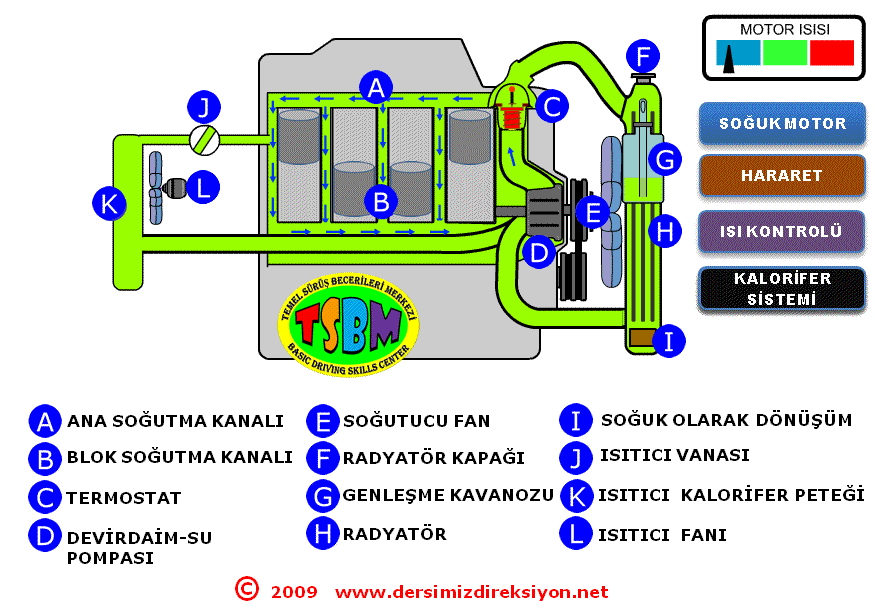 MOTOR ISISI
F
A
J
C
SOĞUK MOTOR
G
HARARET
L
B
K
E
H
ISI KONTROLÜ
D
KALORİFER
SİSTEMİ
TEMEL SÜRÜŞ BECERİLERİ MERKEZİ
TSBM
BASIC DRIVING SKILLS CENTER
I
A ANA SOĞUTMA KANALI
B BLOK SOĞUTMA KANALI
C TERMOSTAT
D DEVİRDAİM-SU
POMPASI
E SOĞUTUCU FAN
F RADYATÖR KAPAĞI
G GENLEŞME KAVANOZU
H RADYATÖR
I SOĞUK OLARAK DÖNÜŞÜM
J ISITICI VANASI
K ISITICI KALORİFER PETEĞİ
L ISITICI FANI
© 2009 www.dersimizdireksiyon.net